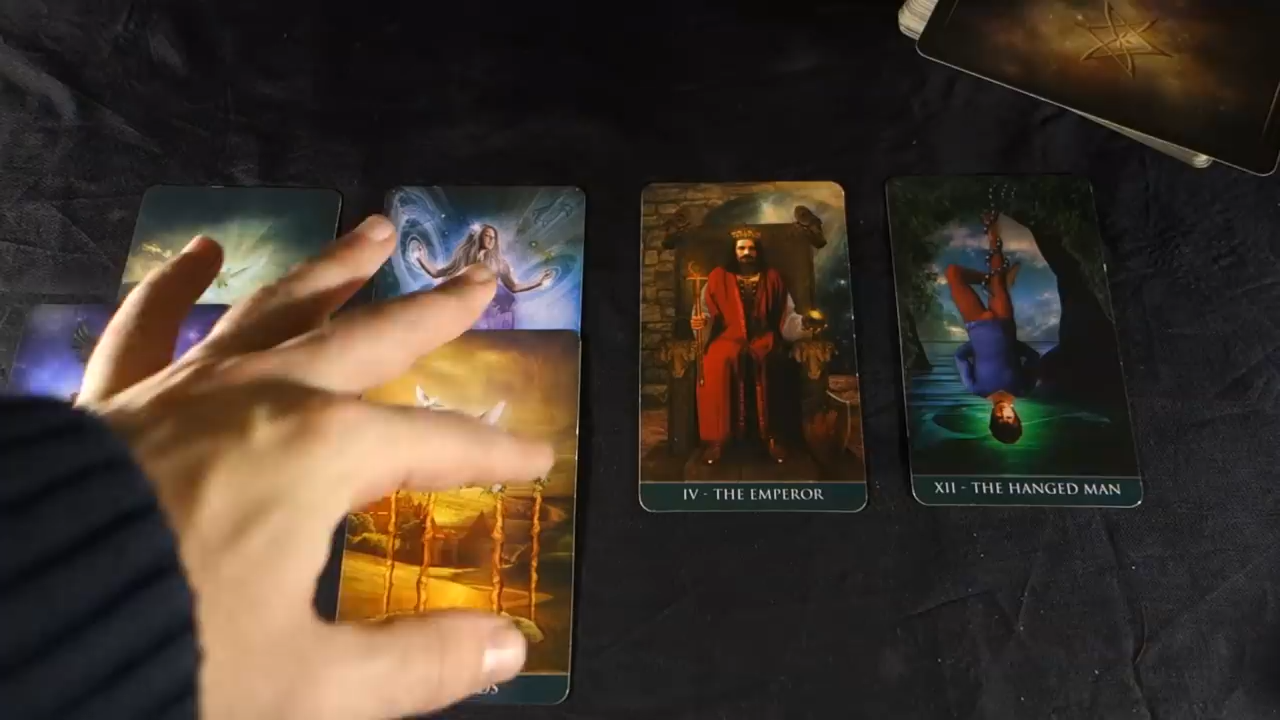 IV - THE EMPEROR
XII - THE HANGED MAN